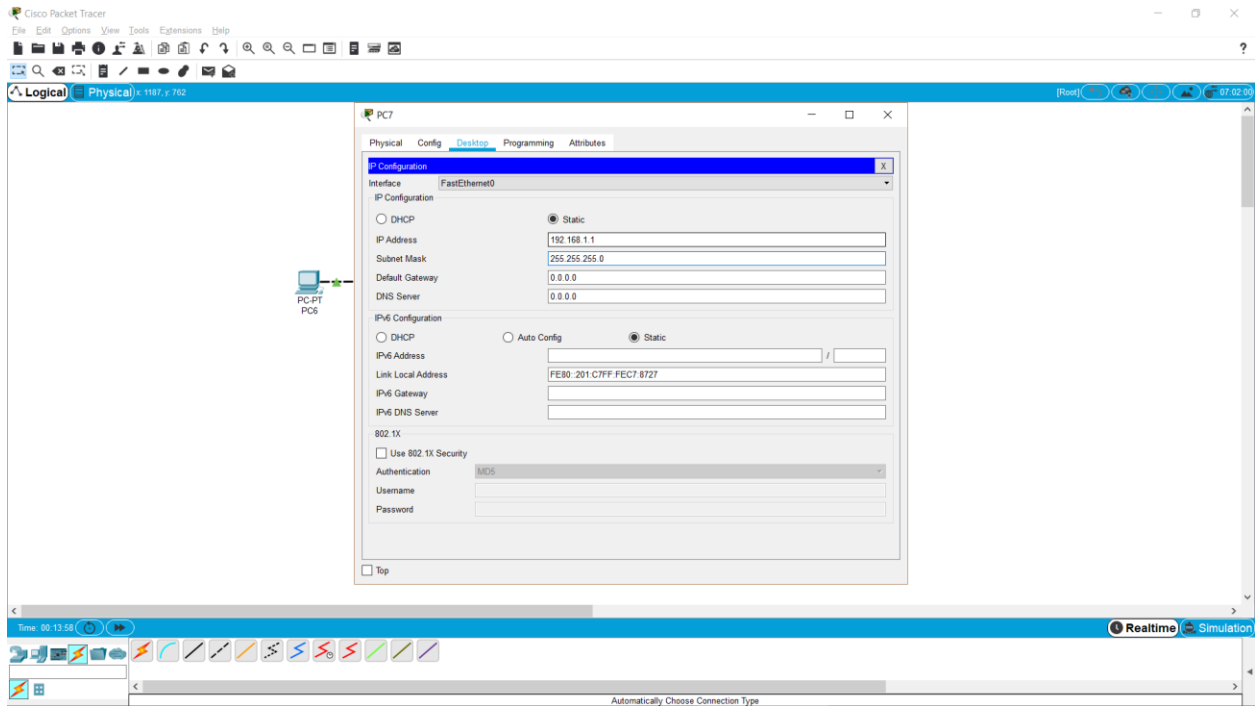 Cisco Packet Tracer
File Edit Options View Tools Extensions Help
?
Logical Physical x: 1187, y: 762 [Root] 07:02:00
PC7
Physical Config Desktop Programming Attributes
IP Configuration X
Interface FastEthernet0
IP Configuration
DHCP Static
IP Address 192.168.1.1
Subnet Mask 255.255.255.0
Default Gateway 0.0.0.0
DNS Server 0.0.0.0
PC-PT
PC6
IPv6 Configuration
DHCP Auto Config Static
IPv6 Address /
Link Local Address FE80::201:C7FF:FEC7:8727
IPv6 Gateway
IPv6 DNS Server
802.1X
Use 802.1X Security
Authentication MD5
Username
Password
Top
Time: 00:13:58 Realtime Simulation
Automatically Choose Connection Type